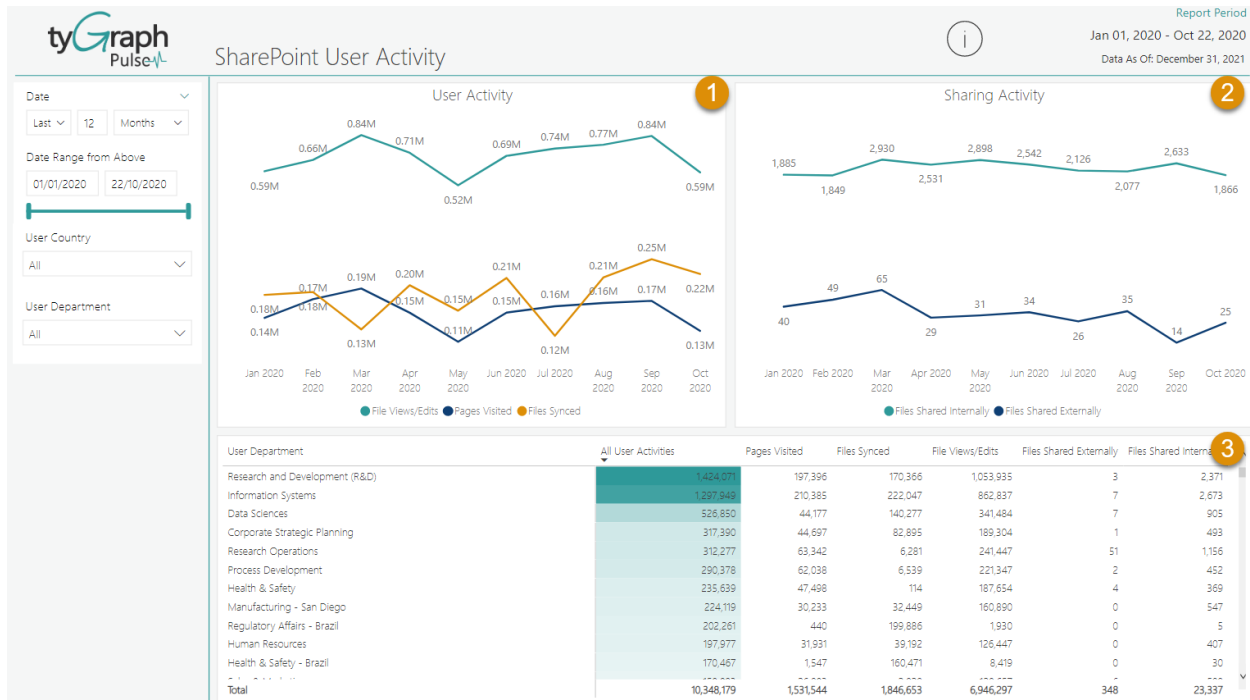 tyGraph
Pulse
SharePoint User Activity
i
Report Period
Jan 01, 2020 - Oct 22, 2020
Data As Of: December 31, 2021
Date
Last 12 Months
Date Range from Above
01/01/2020 22/10/2020
User Country
All
User Department
All
User Activity 1
0.59M 0.66M 0.84M 0.71M 0.52M 0.69M 0.74M 0.77M 0.84M 0.59M
0.18M 0.17M 0.13M 0.20M 0.15M 0.21M 0.12M 0.21M 0.25M 0.22M
0.14M 0.18M 0.19M 0.15M 0.11M 0.15M 0.16M 0.16M 0.17M 0.13M
Jan 2020 Feb 2020 Mar 2020 Apr 2020 May 2020 Jun 2020 Jul 2020 Aug 2020 Sep 2020 Oct 2020
File Views/Edits Pages Visited Files Synced
Sharing Activity 2
1,885 1,849 2,930 2,531 2,898 2,542 2,126 2,077 2,633 1,866
40 49 65 29 31 34 26 35 14 25
Jan 2020 Feb 2020 Mar 2020 Apr 2020 May 2020 Jun 2020 Jul 2020 Aug 2020 Sep 2020 Oct 2020
Files Shared Internally Files Shared Externally
3
User Department All User Activities Pages Visited Files Synced File Views/Edits Files Shared Externally Files Shared Interna
Research and Development (R&D) 1,424,071 197,396 170,366 1,053,935 3 2,371
Information Systems 1,297,949 210,385 222,047 862,837 7 2,673
Data Sciences 526,850 44,177 140,277 341,484 7 905
Corporate Strategic Planning 317,390 44,697 82,895 189,304 1 493
Research Operations 312,277 63,342 6,281 241,447 51 1,156
Process Development 290,378 62,038 6,539 221,347 2 452
Health & Safety 235,639 47,498 114 187,654 4 369
Manufacturing - San Diego 224,119 30,233 32,449 160,890 0 547
Regulatory Affairs - Brazil 202,261 440 199,886 1,930 0 5
Human Resources 197,977 31,931 39,192 126,447 0 407
Health & Safety - Brazil 170,467 1,547 160,471 8,419 0 30
Total 10,348,179 1,531,544 1,846,653 6,946,297 348 23,337